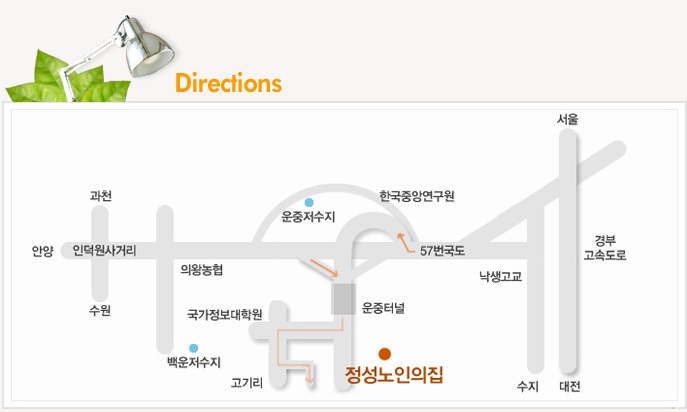 Directions
서울
과천
한국중앙연구원
운중저수지
안양
인덕원사거리
57번국도
경부
고속도로
의왕농협
낙생고교
수원
국가정보대학원
운중터널
백운저수지
정성노인의집
고기리
수지
대전